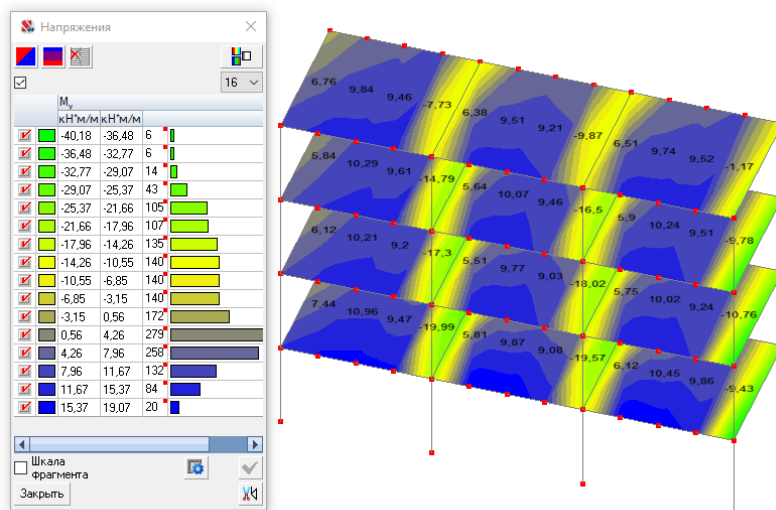 Напряжения
16
My
кН*м/м кН*м/м
-40,18 -36,48 6
-36,48 -32,77 6
-32,77 -29,07 14
-29,07 -25,37 43
-25,37 -21,66 105
-21,66 -17,96 107
-17,96 -14,26 135
-14,26 -10,55 140
-10,55 -6,85 140
-6,85 -3,15 140
-3,15 0,56 172
0,56 4,26 279
4,26 7,96 258
7,96 11,67 132
11,67 15,37 84
15,37 19,07 20
Шкала
фрагмента
Закрыть
6,76 9,84 9,46 -7,73 6,38 9,51 9,21 -9,87 6,51 9,74 9,52 -1,17
5,84 10,29 9,61 -14,79 5,64 10,07 9,46 -16,5 5,9 10,24 9,51 -9,78
6,12 10,21 9,2 -17,3 5,51 9,77 9,03 -18,02 5,75 10,02 9,24 -10,76
7,44 10,96 9,47 -19,99 5,81 9,87 9,08 -19,57 6,12 10,45 9,86 -9,43